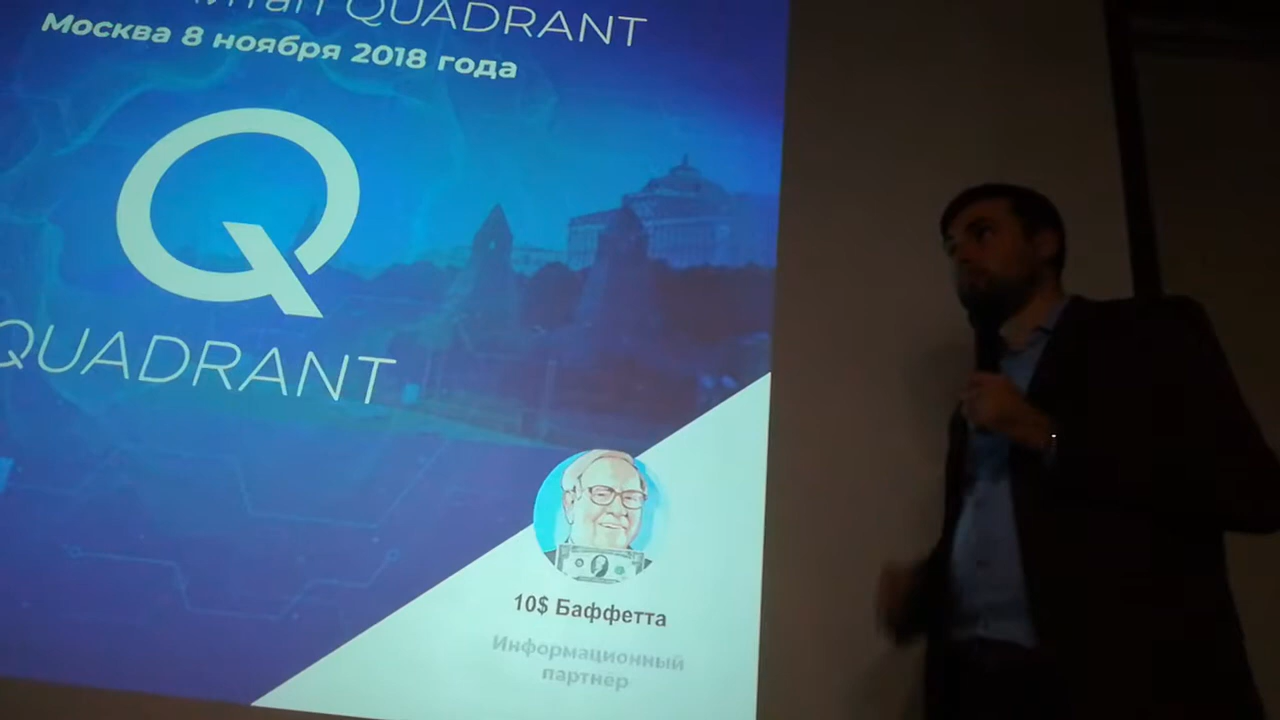 QUADRANT
Москва 8 ноября 2018 года
QUADRANT
10$ Баффетта
Информационный
партнер